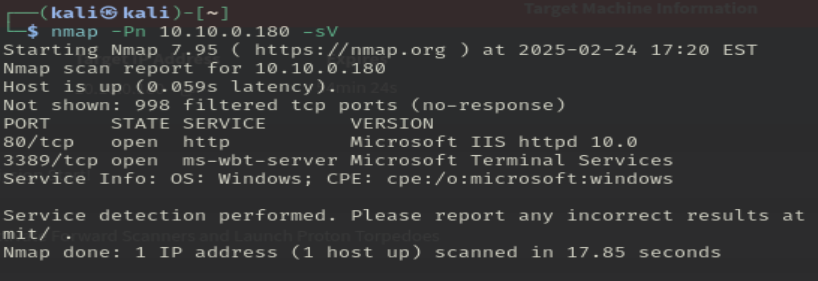 Target Machine Information
┌──(kali㉿kali)-[~]
└─$ nmap -Pn 10.10.0.180 -sV
Starting Nmap 7.95 ( https://nmap.org ) at 2025-02-24 17:20 EST
Nmap scan report for 10.10.0.180
Host is up (0.059s latency).
min 24s
Not shown: 998 filtered tcp ports (no-response)
PORT     STATE SERVICE       VERSION
80/tcp   open  http          Microsoft IIS httpd 10.0
3389/tcp open  ms-wbt-server Microsoft Terminal Services
Service Info: OS: Windows; CPE: cpe:/o:microsoft:windows
Service detection performed. Please report any incorrect results at
mit/ .
Forward Scanners and Launch Proton Torpedoes
Nmap done: 1 IP address (1 host up) scanned in 17.85 seconds